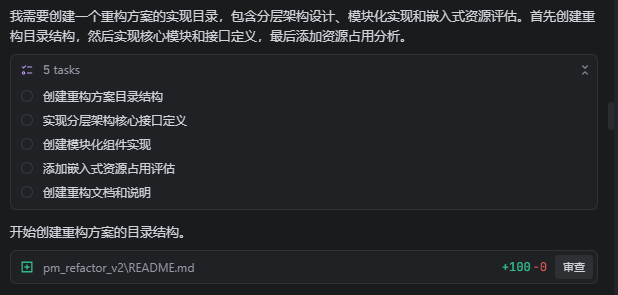 我需要创建一个重构方案的实现目录，包含分层架构设计、模块化实现和嵌入式资源评估。首先创建重
构目录结构，然后实现核心模块和接口定义，最后添加资源占用分析。
5 tasks
创建重构方案目录结构
实现分层架构核心接口定义
创建模块化组件实现
添加嵌入式资源占用评估
创建重构文档和说明
开始创建重构方案的目录结构。
pm_refactor_v2\README.md +100 -0 审查